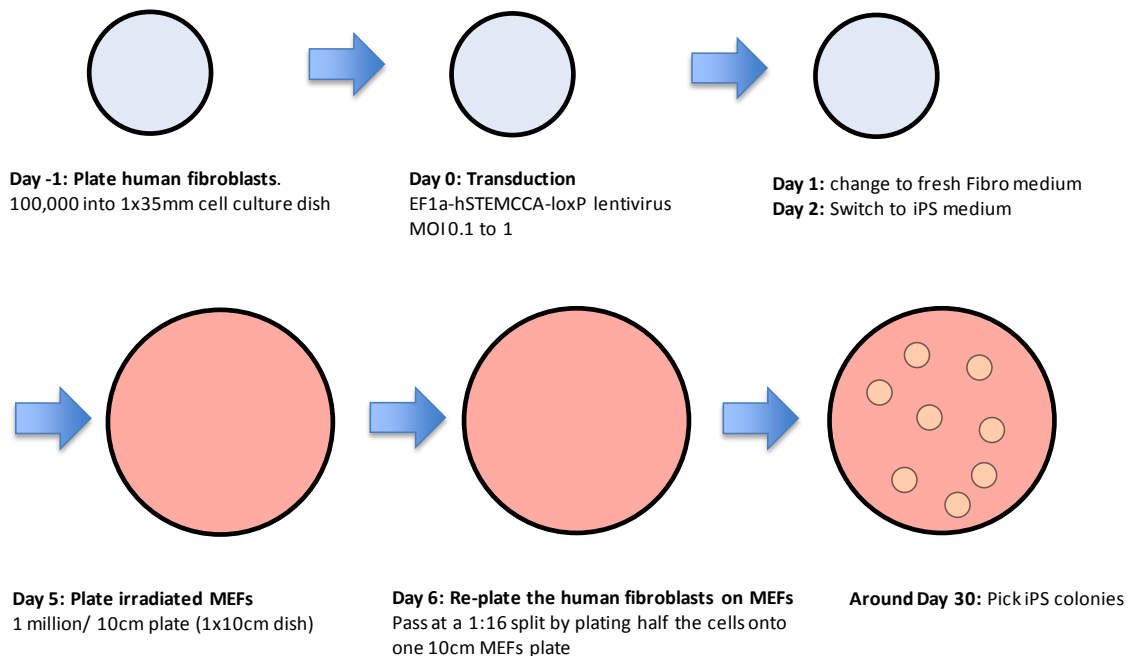 Day -1: Plate human fibroblasts.
100,000 into 1x35mm cell culture dish
Day 0: Transduction
EF1a-hSTEMCCA-loxP lentivirus
MOI 0.1 to 1
Day 1: change to fresh Fibro medium
Day 2: Switch to iPS medium
Day 5: Plate irradiated MEFs
1 million/ 10cm plate (1x10cm dish)
Day 6: Re-plate the human fibroblasts on MEFs
Pass at a 1:16 split by plating half the cells onto
one 10cm MEFs plate
Around Day 30: Pick iPS colonies